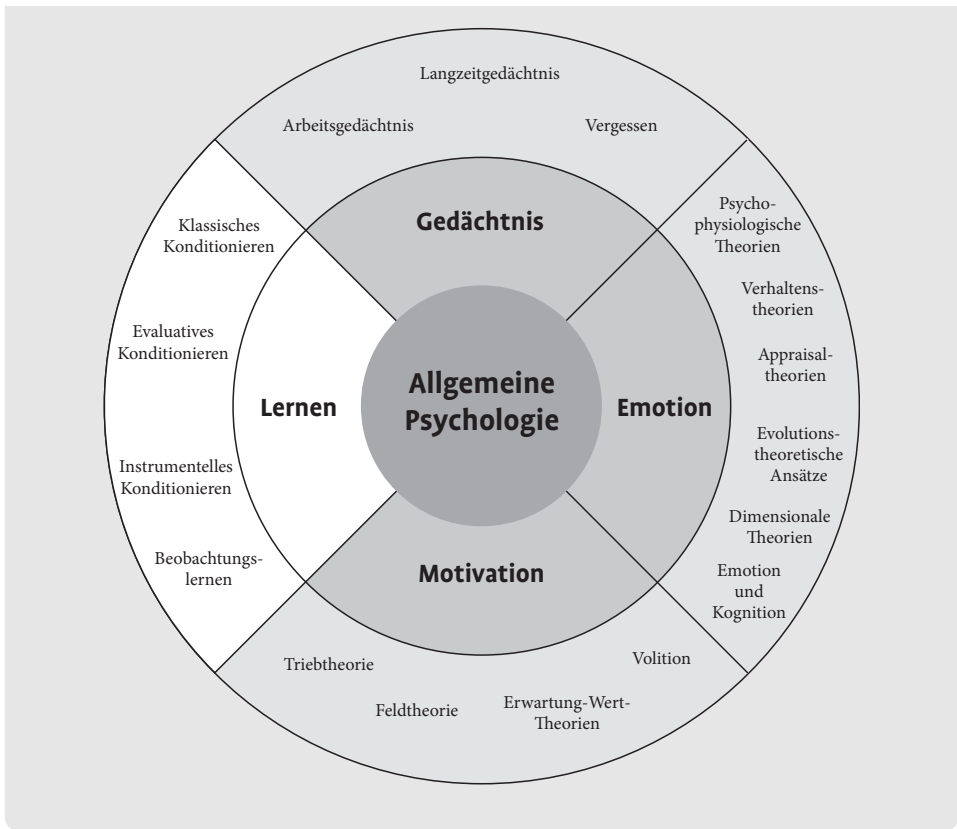 Langzeitgedächtnis
Arbeitsgedächtnis
Vergessen
Gedächtnis
Klassisches
Konditionieren
Evaluatives
Konditionieren
Instrumentelles
Konditionieren
Beobachtungs-
lernen
Lernen
Allgemeine
Psychologie
Emotion
Psycho-
physiologische
Theorien
Verhaltens-
theorien
Appraisal-
theorien
Evolutions-
theoretische
Ansätze
Dimensionale
Theorien
Emotion
und
Kognition
Motivation
Triebtheorie
Feldtheorie
Erwartung-Wert-
Theorien
Volition